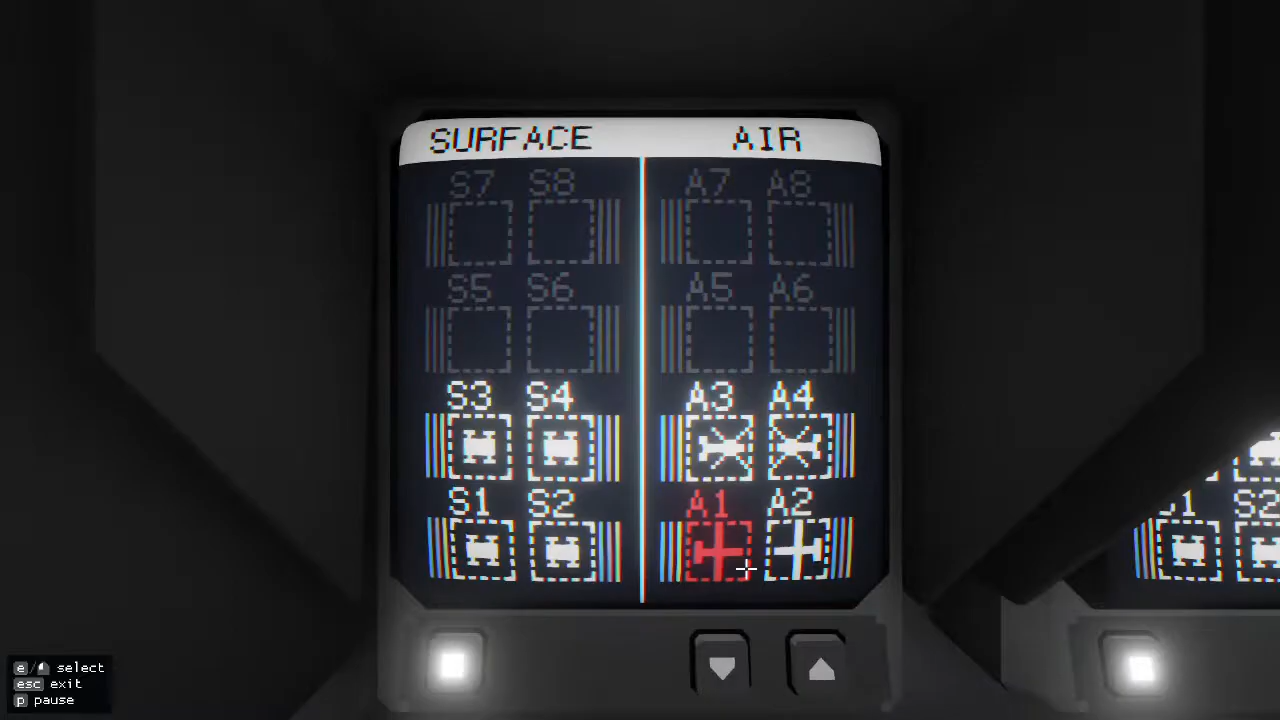 SURFACE AIR
S7 S8 A7 A8
S5 S6 A5 A6
S3 S4 A3 A4
S1 S2 A1 A2
S2
e/ select
esc exit
p pause